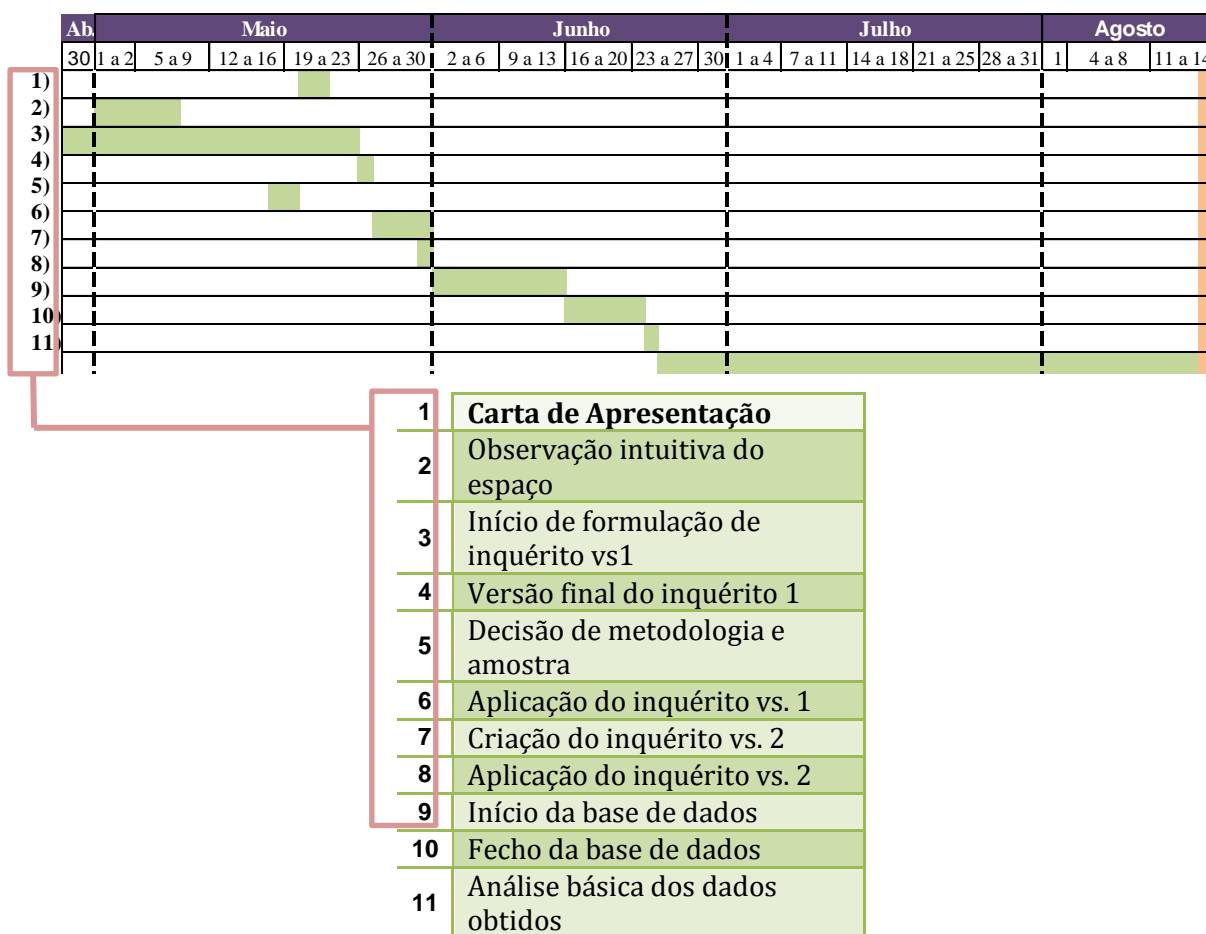 Ab. Maio Junho Julho Agosto
30 1 a 2 5 a 9 12 a 16 19 a 23 26 a 30 2 a 6 9 a 13 16 a 20 23 a 27 30 1 a 4 7 a 11 14 a 18 21 a 25 28 a 31 1 4 a 8 11 a 14
1)
2)
3)
4)
5)
6)
7)
8)
9)
10)
11)
1 Carta de Apresentação
2 Observação intuitiva do
espaço
3 Início de formulação de
inquérito vs1
4 Versão final do inquérito 1
5 Decisão de metodologia e
amostra
6 Aplicação do inquérito vs. 1
7 Criação do inquérito vs. 2
8 Aplicação do inquérito vs. 2
9 Início da base de dados
10 Fecho da base de dados
11 Análise básica dos dados
obtidos